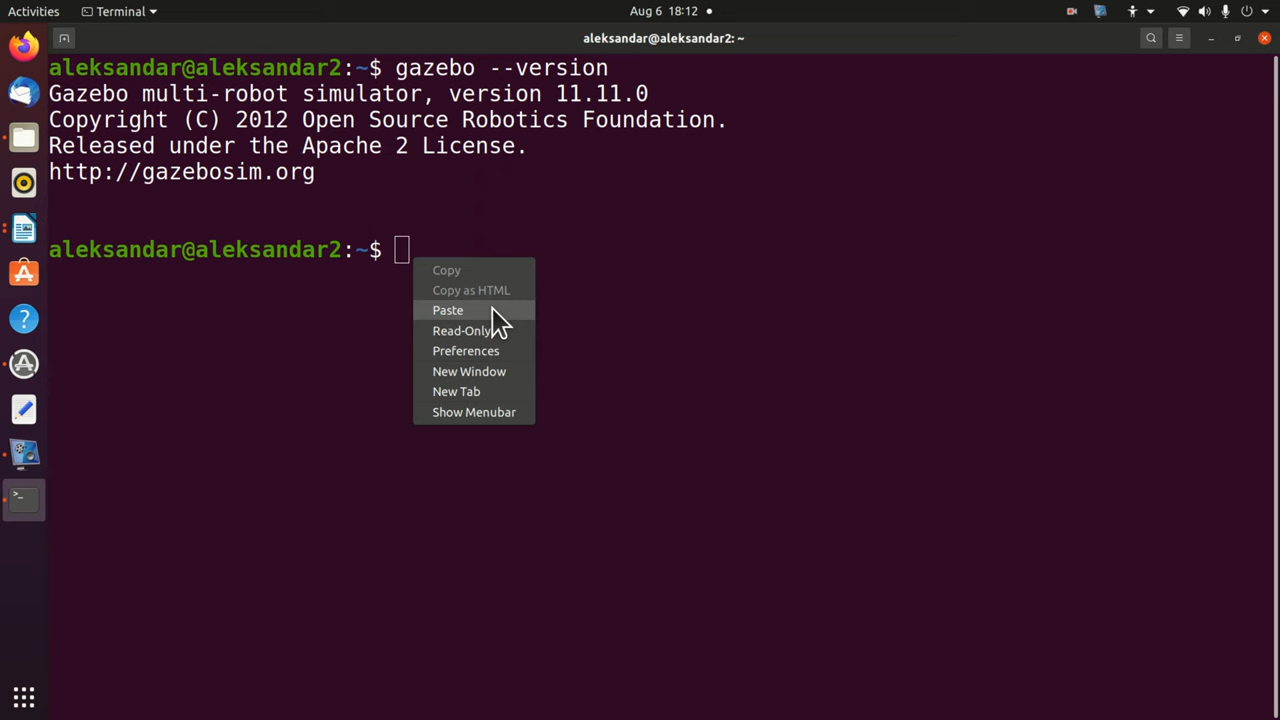 Activities Terminal Aug 6 18:12
aleksandar@aleksandar2: ~
aleksandar@aleksandar2:~$ gazebo --version
Gazebo multi-robot simulator, version 11.11.0
Copyright (C) 2012 Open Source Robotics Foundation.
Released under the Apache 2 License.
http://gazebosim.org
aleksandar@aleksandar2:~$
Copy
Copy as HTML
Paste
Read-Only
Preferences
New Window
New Tab
Show Menubar